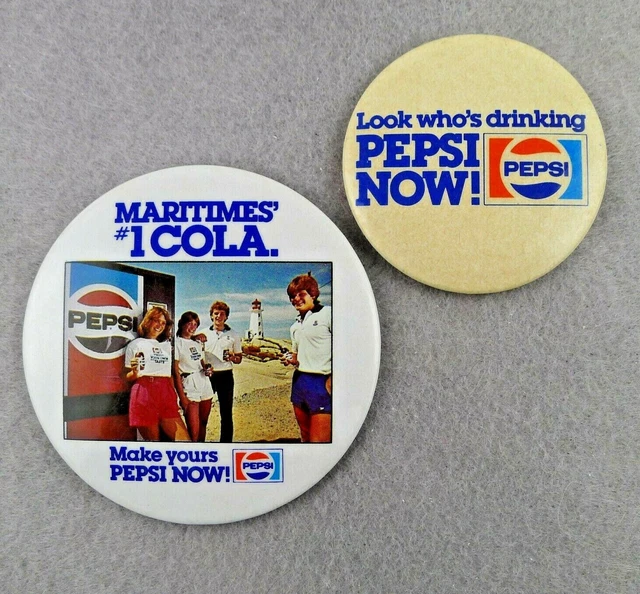 Look who's drinking
PEPSI
NOW!
PEPSI
MARITIMES'
#1 COLA.
PEPSI
Make yours
PEPSI NOW!
PEPSI